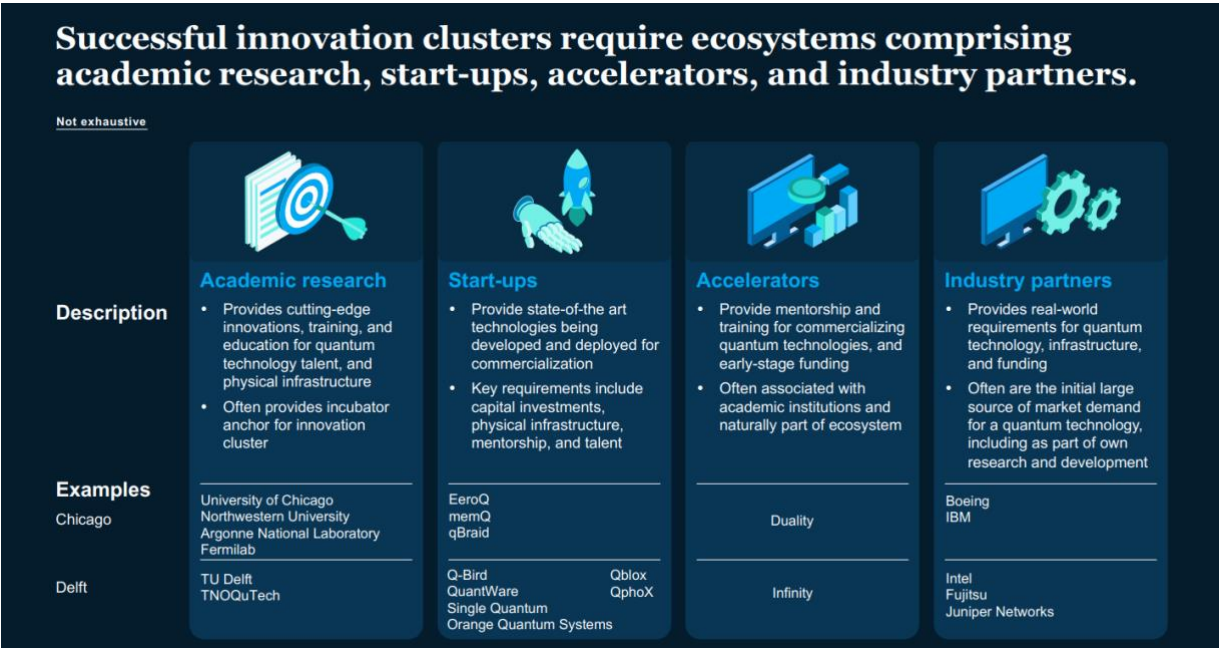 Successful innovation clusters require ecosystems comprising
academic research, start-ups, accelerators, and industry partners.
Not exhaustive
Description
Academic research
• Provides cutting-edge
innovations, training, and
education for quantum
technology talent, and
physical infrastructure
• Often provides incubator
anchor for innovation
cluster
Start-ups
• Provide state-of-the art
technologies being
developed and deployed for
commercialization
• Key requirements include
capital investments,
physical infrastructure,
mentorship, and talent
Accelerators
• Provide mentorship and
training for commercializing
quantum technologies, and
early-stage funding
• Often associated with
academic institutions and
naturally part of ecosystem
Industry partners
• Provides real-world
requirements for quantum
technology, infrastructure,
and funding
• Often are the initial large
source of market demand
for a quantum technology,
including as part of own
research and development
Examples
Chicago
University of Chicago
Northwestern University
Argonne National Laboratory
Fermilab
EeroQ
memQ
qBraid
Duality
Boeing
IBM
Delft
TU Delft
TNOQuTech
Q-Bird
QuantWare
Single Quantum
Orange Quantum Systems
Qblox
QphoX
Infinity
Intel
Fujitsu
Juniper Networks